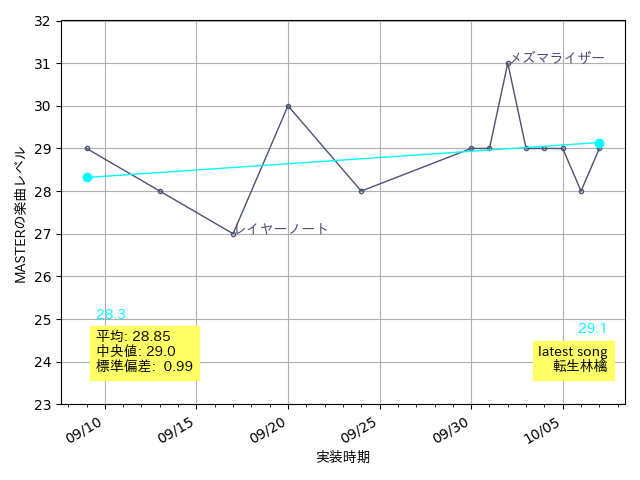 32
31
30
29
28
27
26
25
24
23
MASTERの楽曲レベル
メズマライザー
レイヤーノート
28.3
平均: 28.85
中央値: 29.0
標準偏差: 0.99
29.1
latest song
転生林檎
09/10
09/15
09/20
09/25
09/30
10/05
実装時期